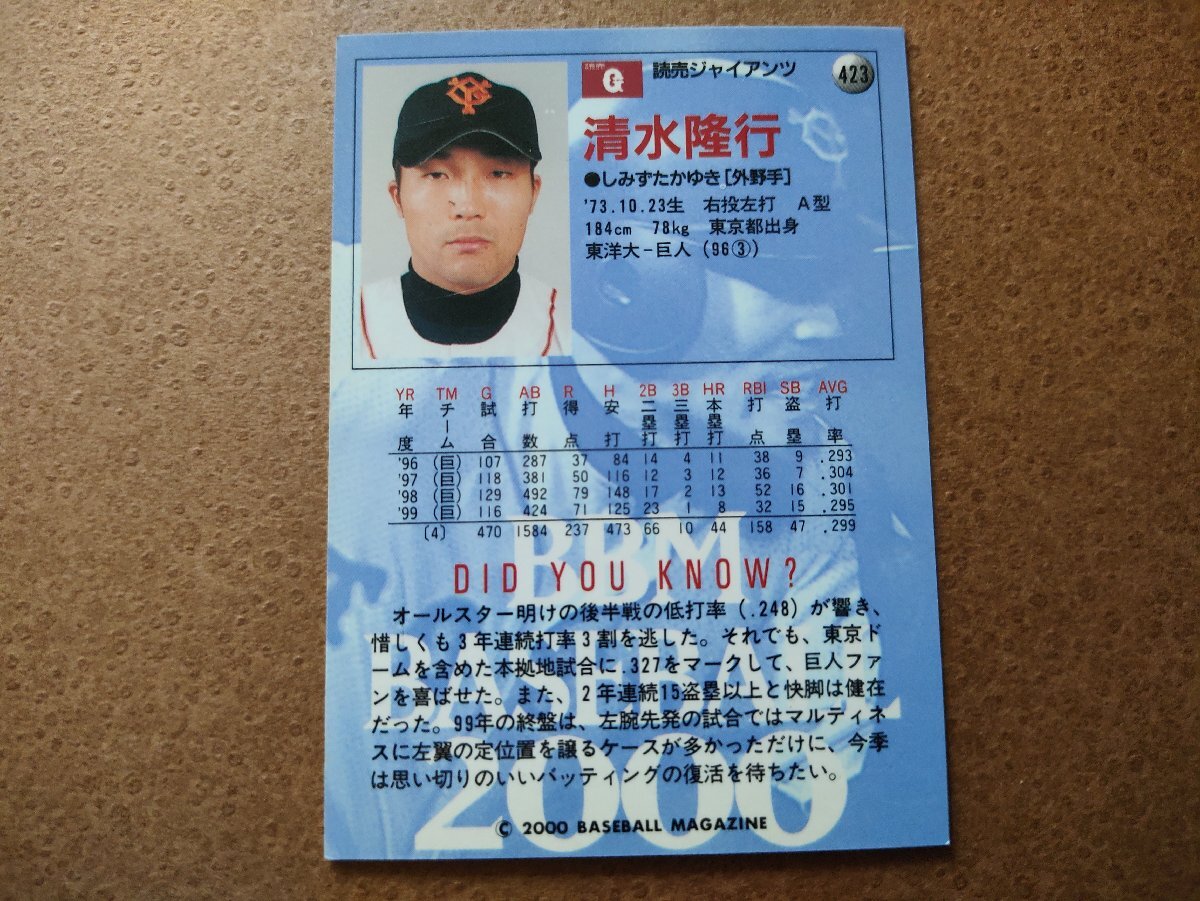 読売
G
読売ジャイアンツ
423
清水隆行
●しみずたかゆき[外野手]
'73.10.23生 右投左打 A型
184cm 78kg 東京都出身
東洋大-巨人(96③)
YR TM G AB R H 2B 3B HR RBI SB AVG
年度 チーム 試合 打数 得点 安打 二塁打 三塁打 本塁打 打点 盗塁 打率
'96 (巨) 107 287 37 84 14 4 11 38 9 .293
'97 (巨) 118 381 50 116 12 3 12 36 7 .304
'98 (巨) 129 492 79 148 17 2 13 52 16 .301
'99 (巨) 116 424 71 125 23 1 8 32 15 .295
[4] 470 1584 237 473 66 10 44 158 47 .299
BBM
BASEBALL
2000
DID YOU KNOW?
オールスター明けの後半戦の低打率(.248)が響き、
惜しくも3年連続打率3割を逃した。それでも、東京ド
ームを含めた本拠地試合に.327をマークして、巨人ファ
ンを喜ばせた。また、2年連続15盗塁以上と快脚は健在
だった。99年の終盤は、左腕先発の試合ではマルティネ
スに左翼の定位置を譲るケースが多かっただけに、今季
は思い切りのいいバッティングの復活を待ちたい。
© 2000 BASEBALL MAGAZINE